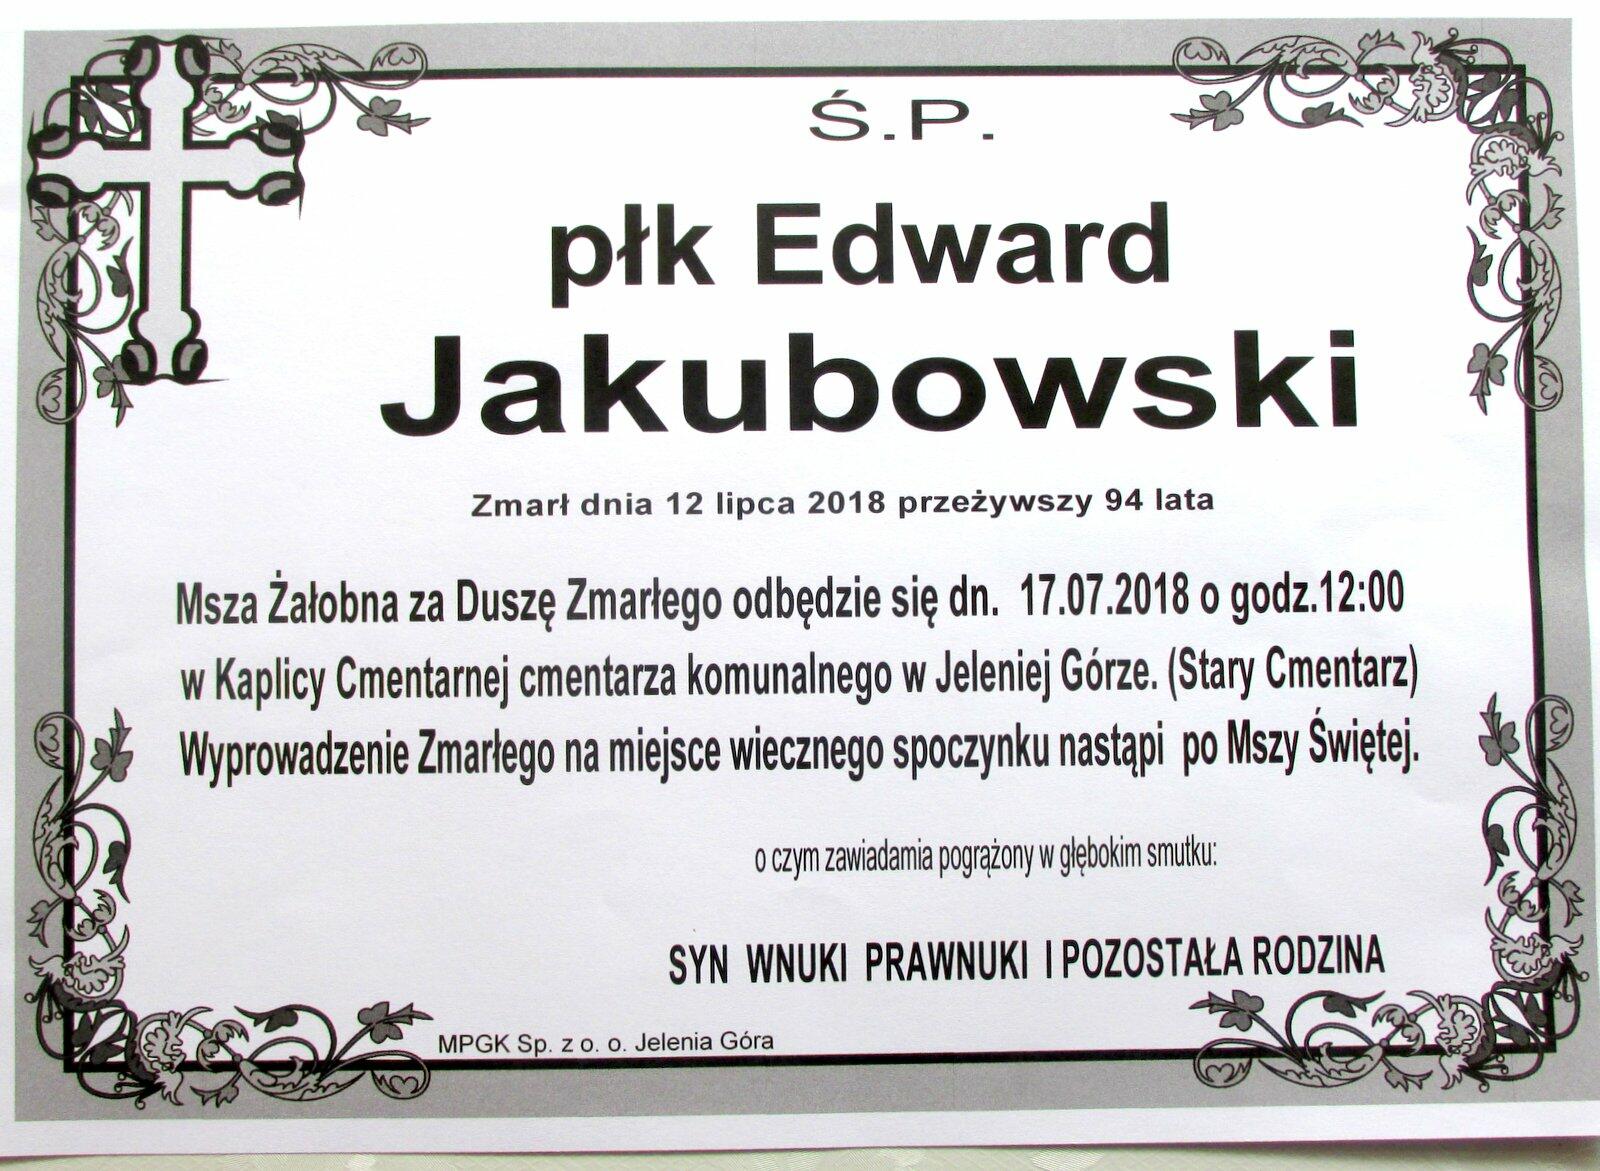 Ś.P.
płk Edward
Jakubowski
Zmarł dnia 12 lipca 2018 przeżywszy 94 lata
Msza Żałobna za Duszę Zmarłego odbędzie się dn. 17.07.2018 o godz.12:00
w Kaplicy Cmentarnej cmentarza komunalnego w Jeleniej Górze. (Stary Cmentarz)
Wyprowadzenie Zmarłego na miejsce wiecznego spoczynku nastąpi po Mszy Świętej.
o czym zawiadamia pogrążony w głębokim smutku:
SYN WNUKI PRAWNUKI I POZOSTAŁA RODZINA
MPGK Sp. z o. o. Jelenia Góra